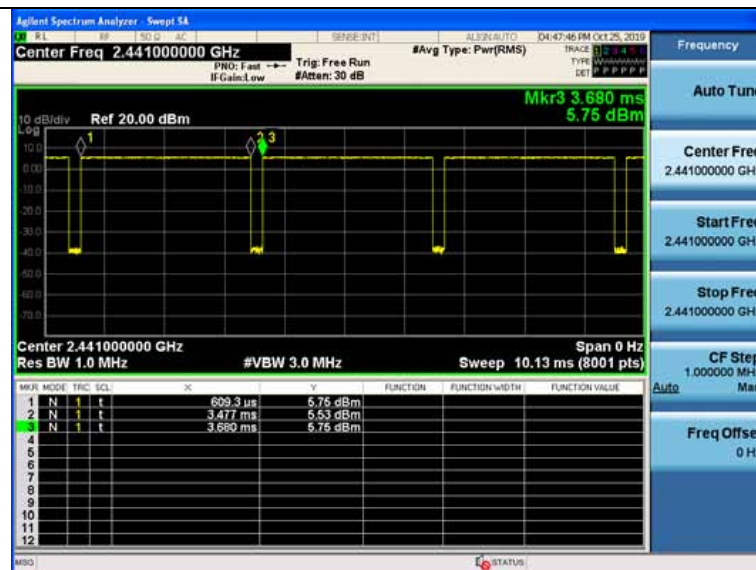 Agilent Spectrum Analyzer - Swept SA
RL RF 50 Ω AC SENSE:INT ALIGN AUTO 04:47:46 PM Oct 25, 2019
Center Freq 2.441000000 GHz
PNO: Fast
IFGain:Low
Trig: Free Run
#Atten: 30 dB
#Avg Type: Pwr(RMS)
TRACE 1 2 3 4 5 6
TYPE
DET P P P P P P
Mkr3 3.680 ms
5.75 dBm
10 dB/div Ref 20.00 dBm
Log
10.0
0.00
-10.0
-20.0
-30.0
-40.0
-50.0
-60.0
-70.0
1
2 3
Center 2.441000000 GHz Span 0 Hz
Res BW 1.0 MHz #VBW 3.0 MHz Sweep 10.13 ms (8001 pts)
MKR MODE TRC SCL X Y FUNCTION FUNCTION WIDTH FUNCTION VALUE
1 N 1 t 609.3 µs 5.75 dBm
2 N 1 t 3.477 ms 5.53 dBm
3 N 1 t 3.680 ms 5.75 dBm
4
5
6
7
8
9
10
11
12
MSG STATUS
Frequency
Auto Tun
Center Fre
2.441000000 GH
Start Fre
2.441000000 GH
Stop Fre
2.441000000 GH
CF Ste
1.000000 MH
Auto Ma
Freq Offse
0 H